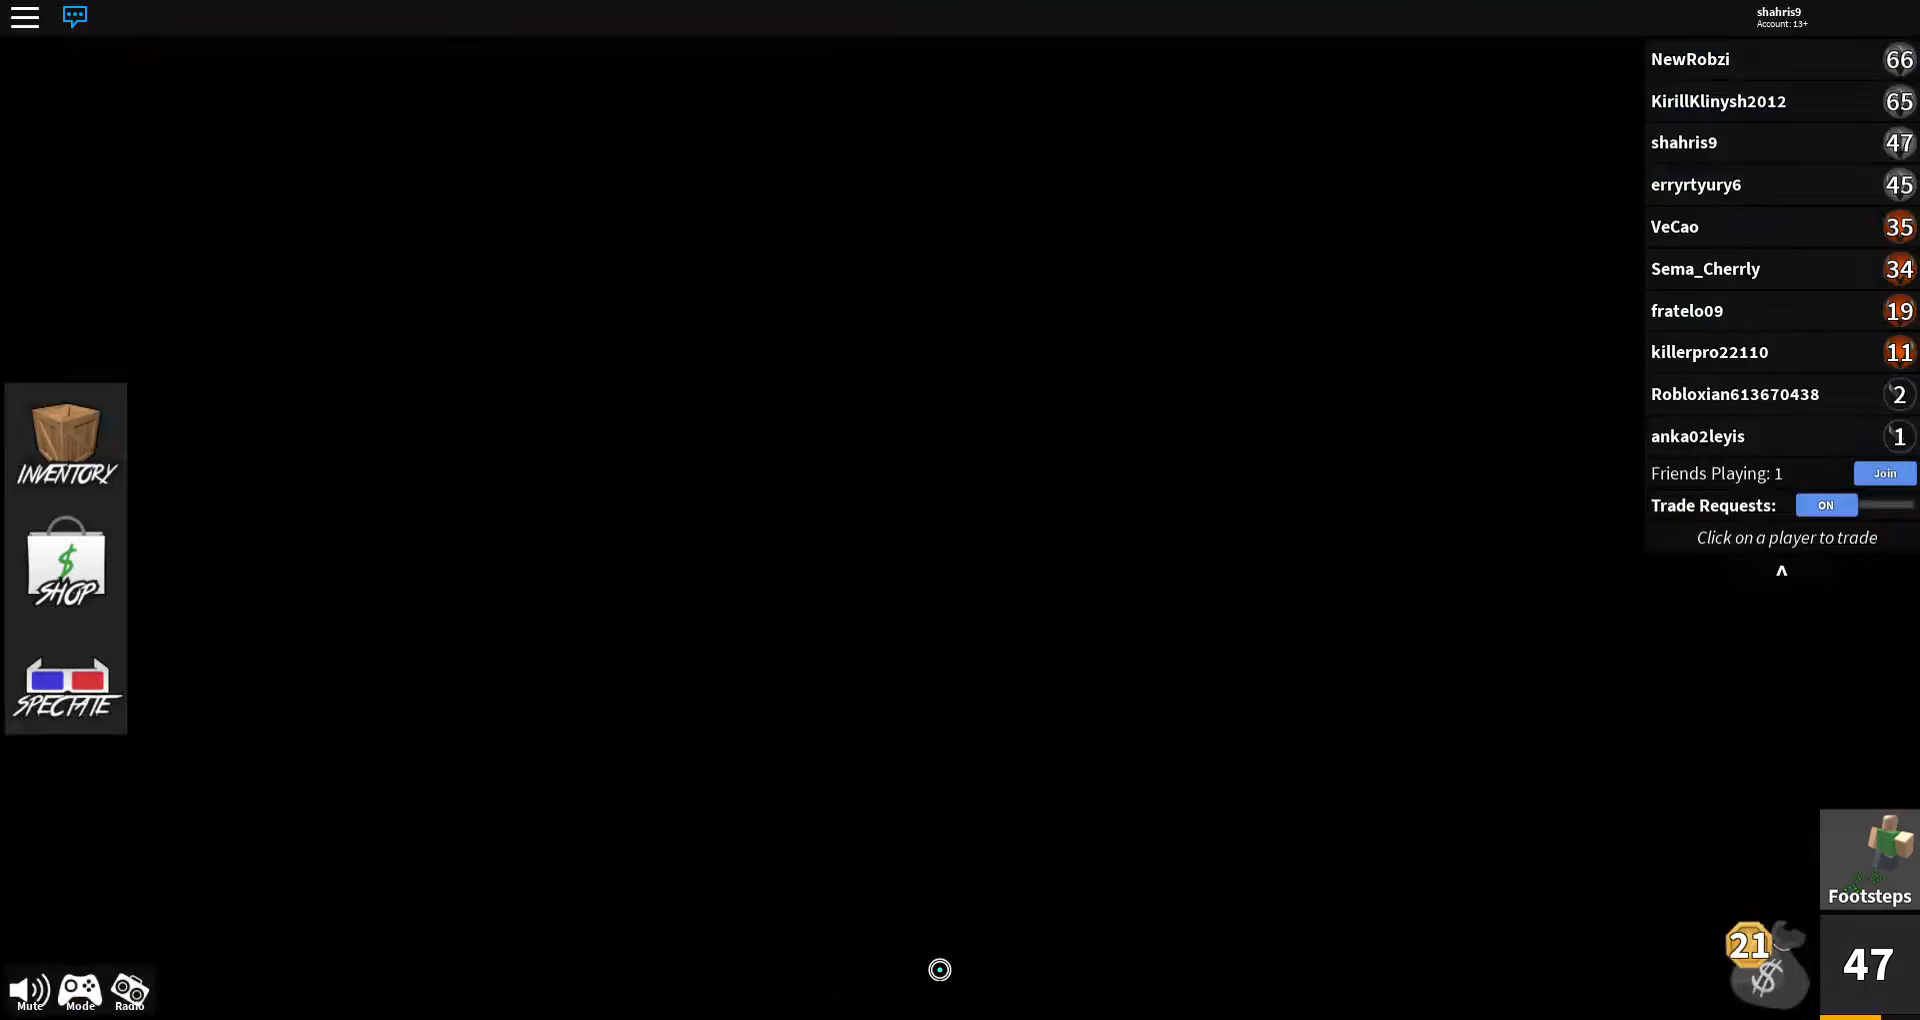 shahris9
Account: 13+
NewRobzi 66
KirillKlinysh2012 65
shahris9 47
erryrtyury6 45
VeCao 35
Sema_Cherrly 34
fratelo09 19
killerpro22110 11
Robloxian613670438 2
anka02leyis 1
Friends Playing: 1 Join
Trade Requests: ON
Click on a player to trade
INVENTORY
$
SHOP
SPECTATE
Footsteps
21
$
47
Mute Mode Radio